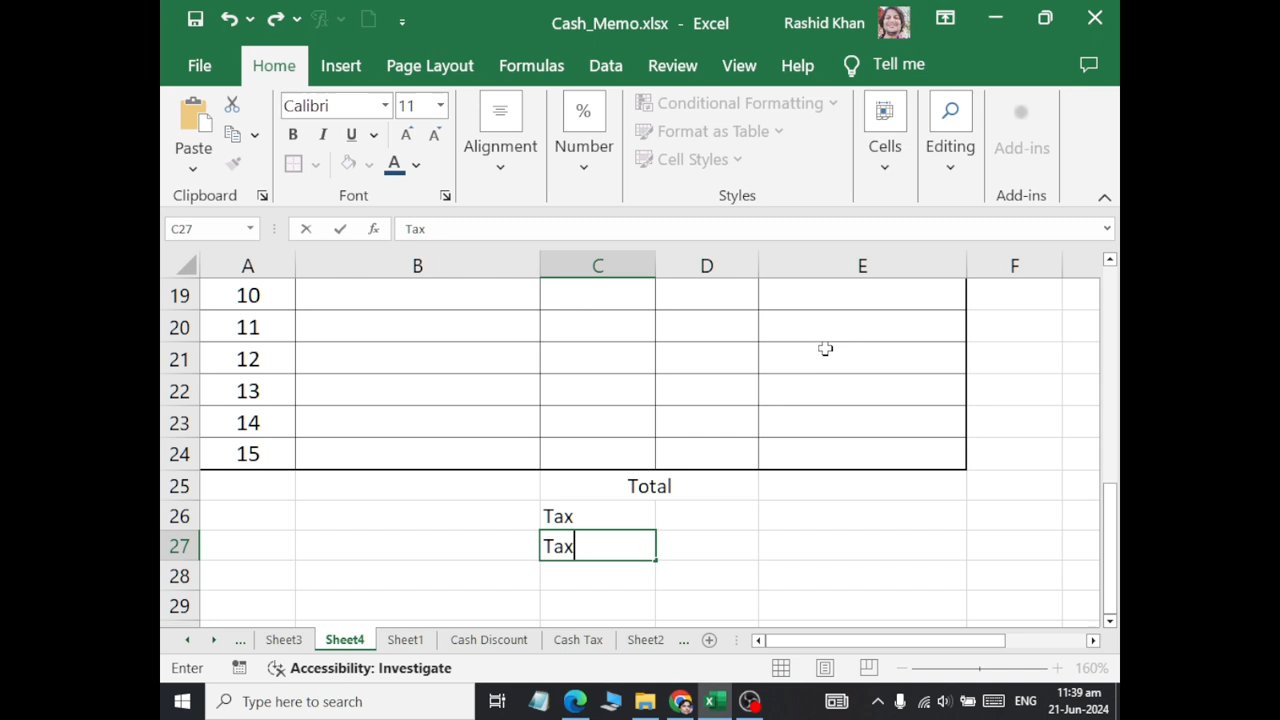 Cash_Memo.xlsx - Excel
Rashid Khan
File Home Insert Page Layout Formulas Data Review View Help Tell me
Paste
Clipboard
Calibri 11
B I U A A
A
Font
Alignment
%
Number
Conditional Formatting
Format as Table
Cell Styles
Styles
Cells
Editing
Add-ins
Add-ins
C27 fx Tax
A B C D E F
19 10
20 11
21 12
22 13
23 14
24 15
25 Total
26 Tax
27 Tax
28
29
... Sheet3 Sheet4 Sheet1 Cash Discount Cash Tax Sheet2 ...
Enter Accessibility: Investigate 160%
Type here to search ENG 11:39 am
21-Jun-2024